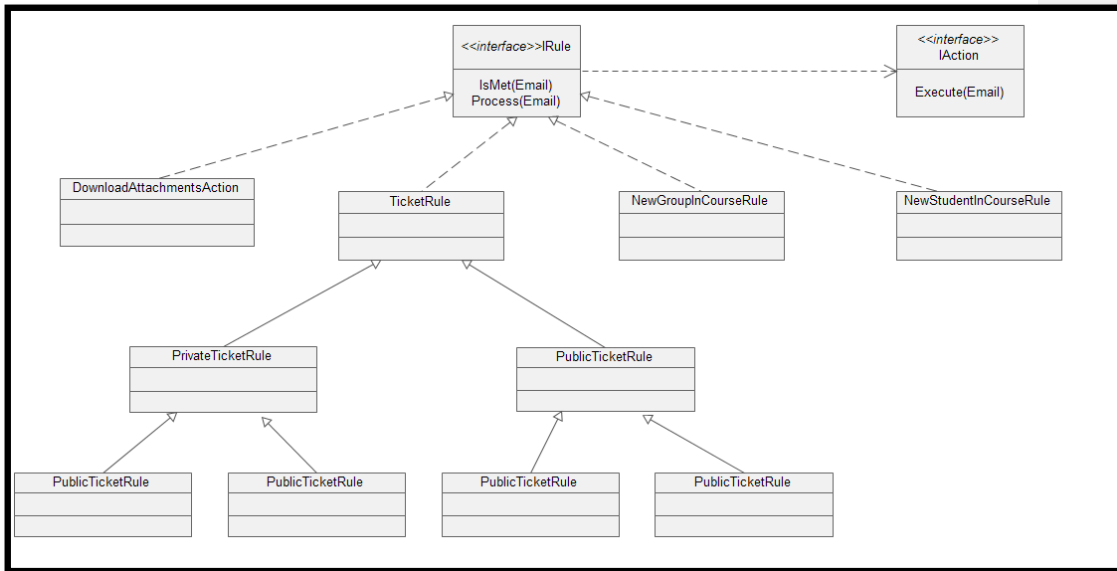 <<interface>>IRule
IsMet(Email)
Process(Email)
<<interface>>
IAction
Execute(Email)
DownloadAttachmentsAction
TicketRule
NewGroupInCourseRule
NewStudentInCourseRule
PrivateTicketRule
PublicTicketRule
PublicTicketRule
PublicTicketRule
PublicTicketRule
PublicTicketRule